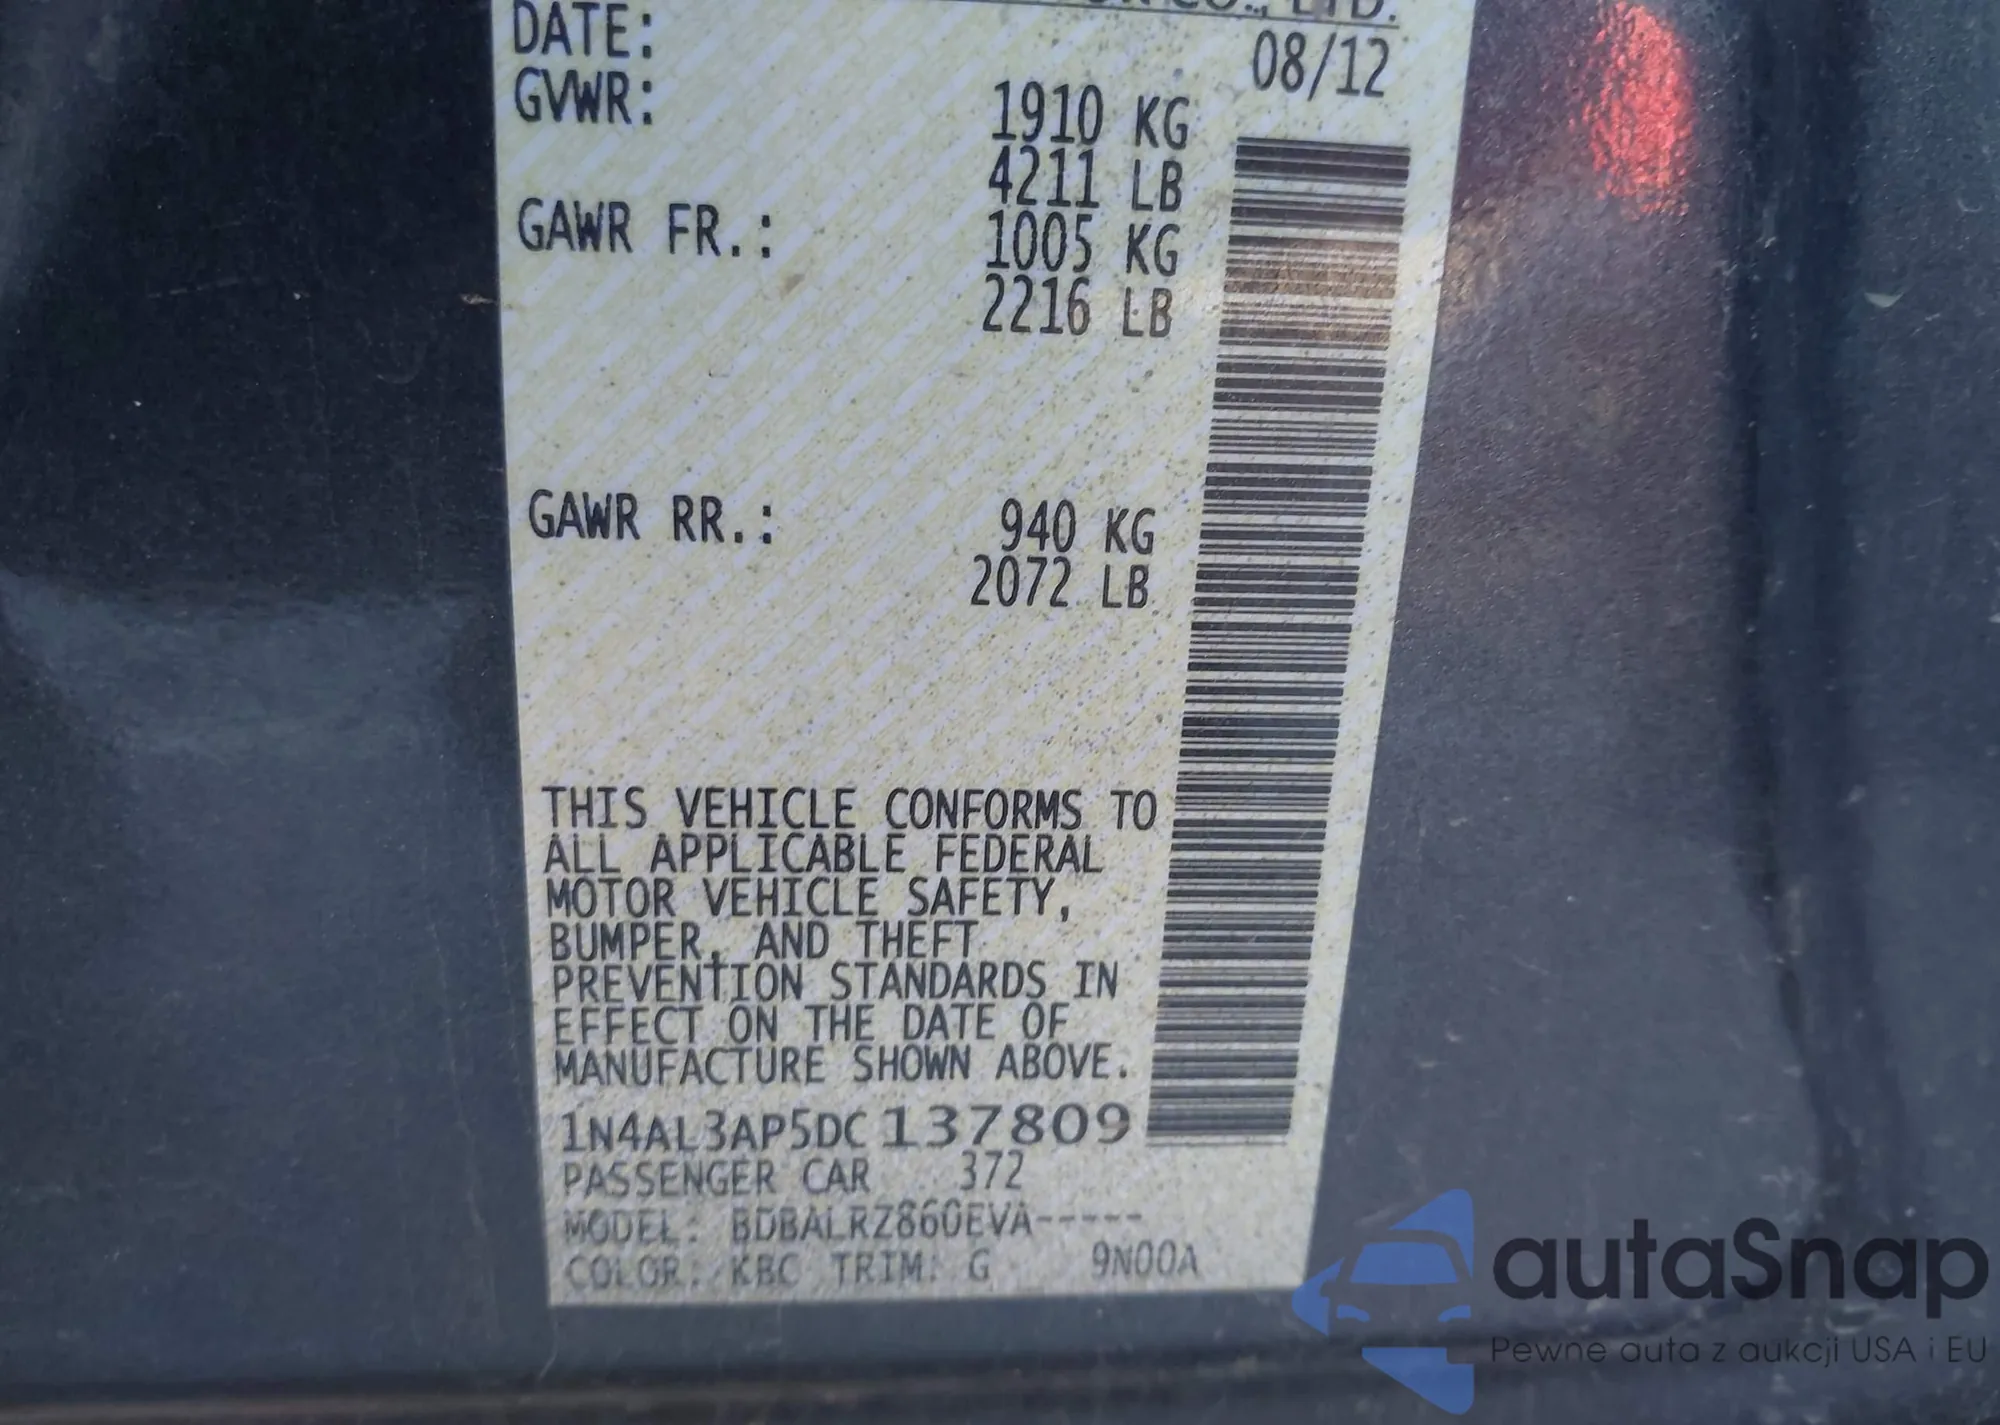 CO., LTD.
DATE: 08/12
GVWR: 1910 KG
4211 LB
GAWR FR.: 1005 KG
2216 LB
GAWR RR.: 940 KG
2072 LB
THIS VEHICLE CONFORMS TO
ALL APPLICABLE FEDERAL
MOTOR VEHICLE SAFETY,
BUMPER, AND THEFT
PREVENTION STANDARDS IN
EFFECT ON THE DATE OF
MANUFACTURE SHOWN ABOVE.
1N4AL3AP5DC137809
PASSENGER CAR 372
MODEL: BDBALRZ860EVA-----
COLOR: KBC TRIM: G 9N00A
autaSnap
Pewne auta z aukcji USA i EU